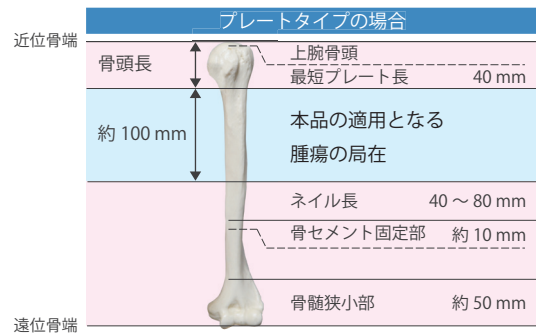 プレートタイプの場合
近位骨端
上腕骨頭
骨頭長
最短プレート長 40 mm
約 100 mm
本品の適用となる
腫瘍の局在
ネイル長 40 ～ 80 mm
骨セメント固定部 約 10 mm
骨髄狭小部 約 50 mm
遠位骨端